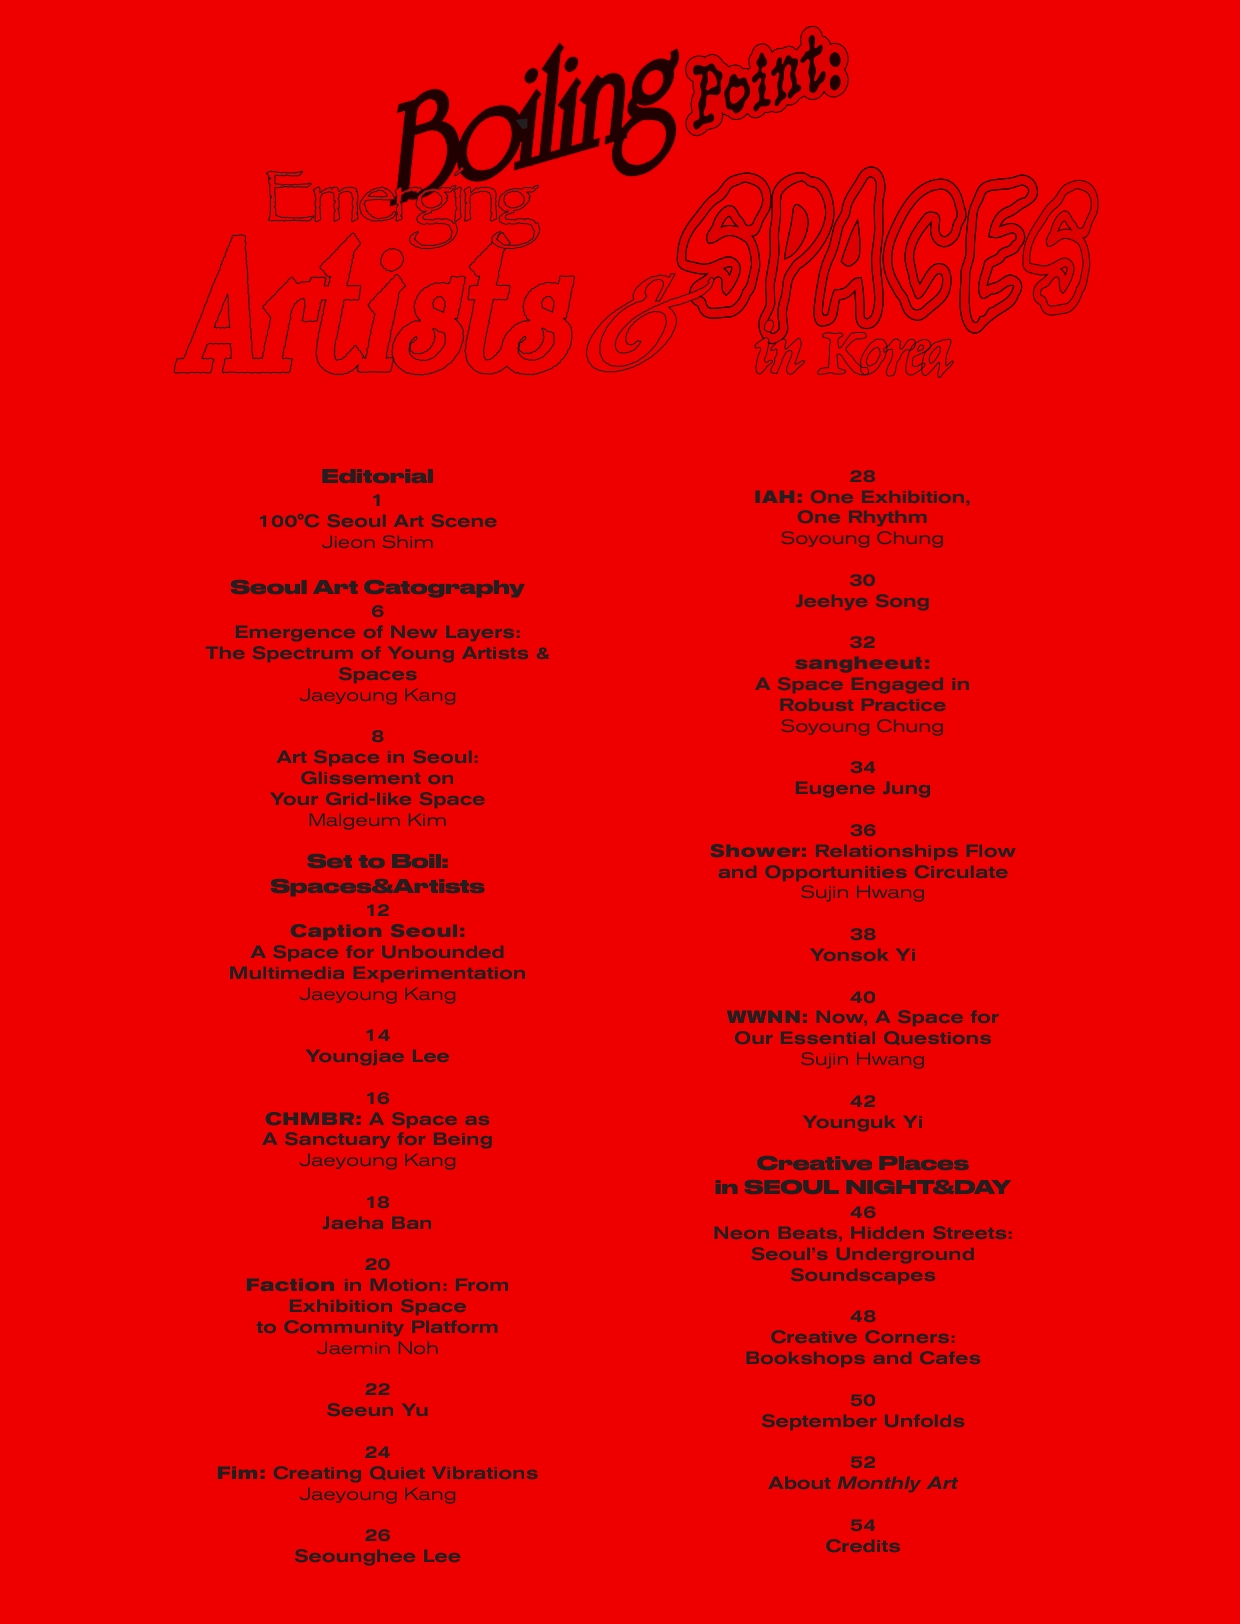 Boiling Point:
Emerging
Artists & SPACES
in Korea
Editorial
1
100°C Seoul Art Scene
Jieon Shim
Seoul Art Catography
6
Emergence of New Layers:
The Spectrum of Young Artists &
Spaces
Jaeyoung Kang
8
Art Space in Seoul:
Glissement on
Your Grid-like Space
Malgeum Kim
Set to Boil:
Spaces&Artists
12
Caption Seoul:
A Space for Unbounded
Multimedia Experimentation
Jaeyoung Kang
14
Youngjae Lee
16
CHMBR: A Space as
A Sanctuary for Being
Jaeyoung Kang
18
Jaeha Ban
20
Faction in Motion: From
Exhibition Space
to Community Platform
Jaemin Noh
22
Seeun Yu
24
Fim: Creating Quiet Vibrations
Jaeyoung Kang
26
Seounghee Lee
28
IAH: One Exhibition,
One Rhythm
Soyoung Chung
30
Jeehye Song
32
sangheeut:
A Space Engaged in
Robust Practice
Soyoung Chung
34
Eugene Jung
36
Shower: Relationships Flow
and Opportunities Circulate
Sujin Hwang
38
Yonsok Yi
40
WWNN: Now, A Space for
Our Essential Questions
Sujin Hwang
42
Younguk Yi
Creative Places
in SEOUL NIGHT&DAY
46
Neon Beats, Hidden Streets:
Seoul's Underground
Soundscapes
48
Creative Corners:
Bookshops and Cafes
50
September Unfolds
52
About Monthly Art
54
Credits